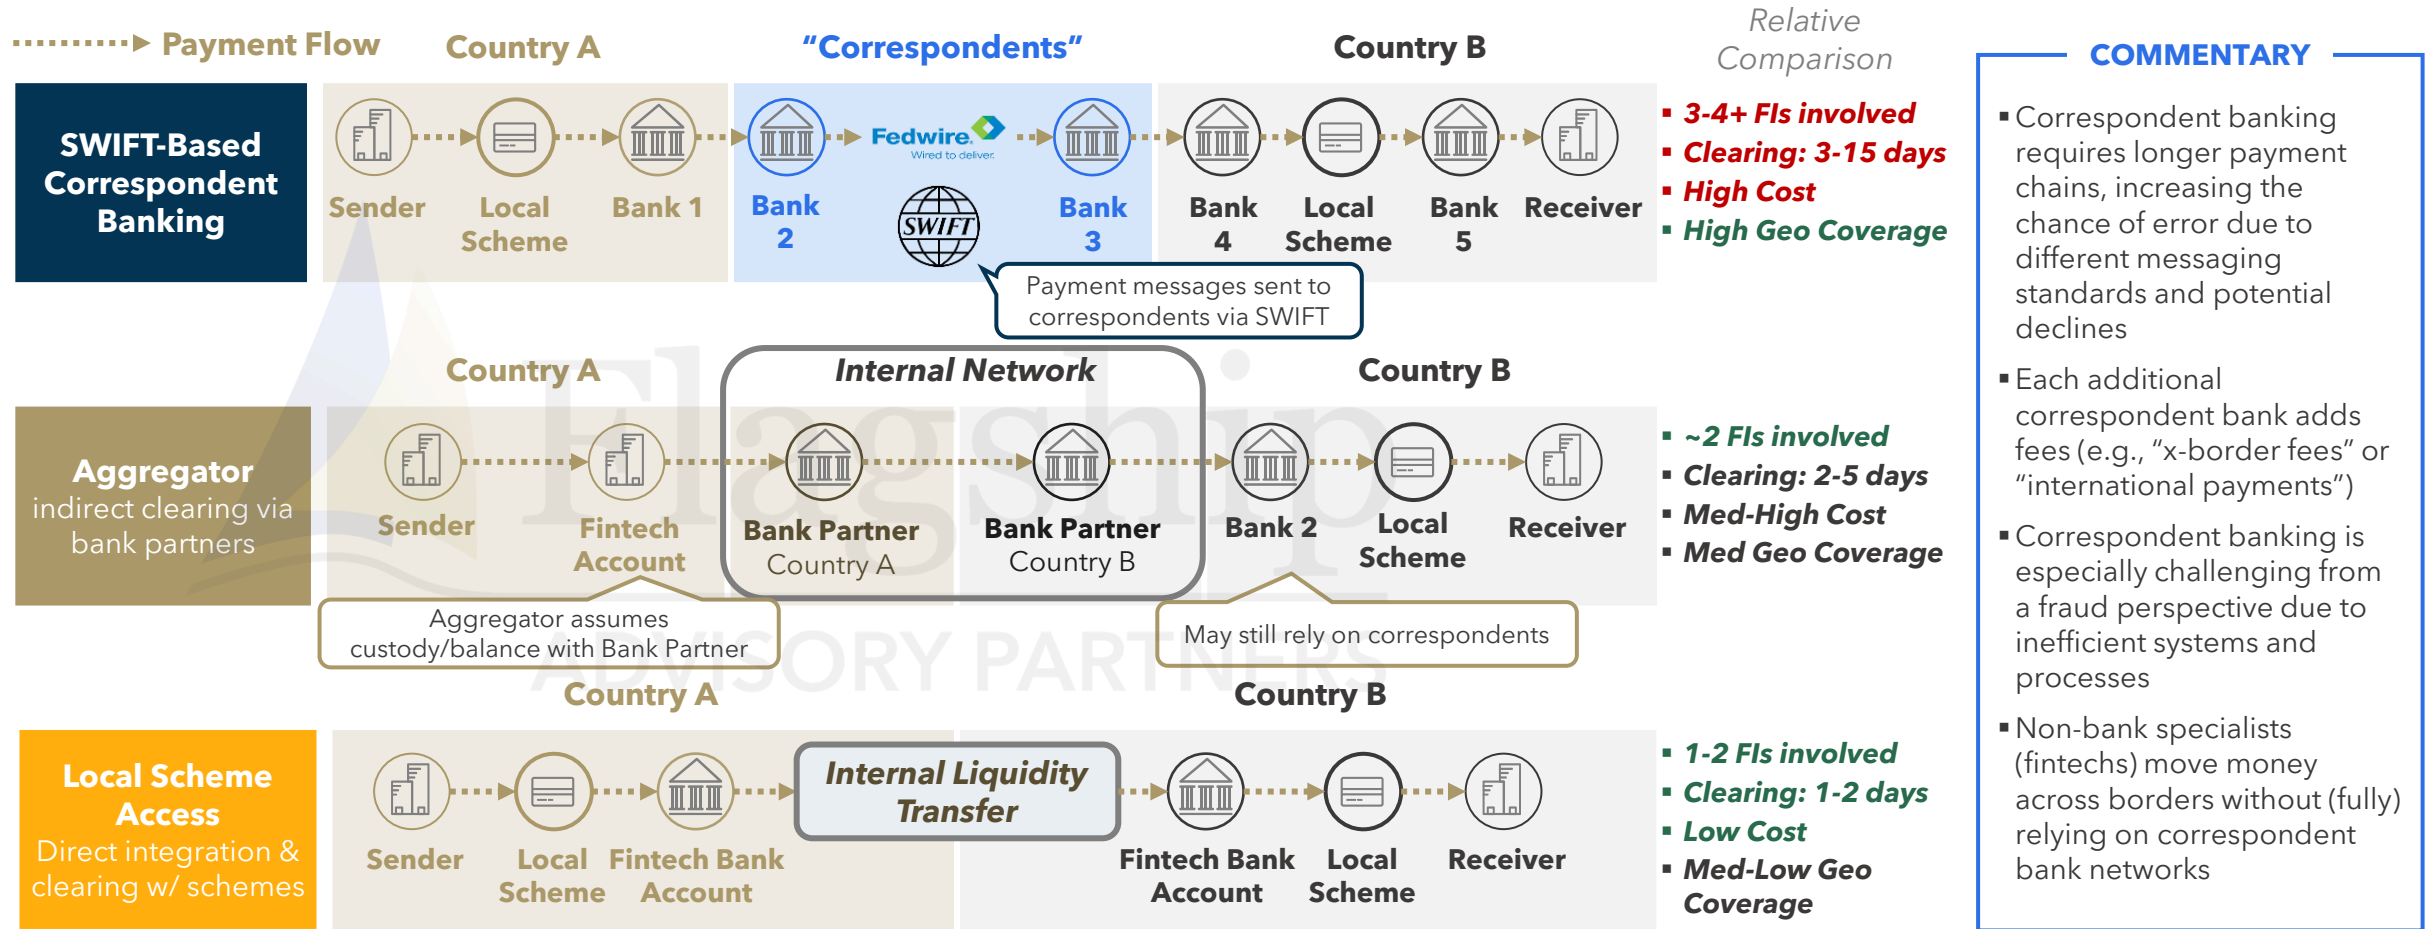 Payment Flow
Country A
"Correspondents"
Country B
Relative
Comparison
SWIFT-Based
Correspondent
Banking
Sender
Local
Scheme
Bank 1
Bank
2
Fedwire.
Wired to deliver.
SWIFT
Bank
3
Bank
4
Local
Scheme
Bank
5
Receiver
Payment messages sent to
correspondents via SWIFT
▪ 3-4+ FIs involved
▪ Clearing: 3-15 days
▪ High Cost
▪ High Geo Coverage
Country A
Internal Network
Country B
Aggregator
indirect clearing via
bank partners
Sender
Fintech
Account
Bank Partner
Country A
Bank Partner
Country B
Bank 2
Local
Scheme
Receiver
Aggregator assumes
custody/balance with Bank Partner
May still rely on correspondents
▪ ~2 FIs involved
▪ Clearing: 2-5 days
▪ Med-High Cost
▪ Med Geo Coverage
Flagship
ADVISORY PARTNERS
Country A
Country B
Local Scheme
Access
Direct integration &
clearing w/ schemes
Sender
Local
Scheme
Fintech Bank
Account
Internal Liquidity
Transfer
Fintech Bank
Account
Local
Scheme
Receiver
▪ 1-2 FIs involved
▪ Clearing: 1-2 days
▪ Low Cost
▪ Med-Low Geo
Coverage
COMMENTARY
▪ Correspondent banking
requires longer payment
chains, increasing the
chance of error due to
different messaging
standards and potential
declines
▪ Each additional
correspondent bank adds
fees (e.g., "x-border fees" or
"international payments")
▪ Correspondent banking is
especially challenging from
a fraud perspective due to
inefficient systems and
processes
▪ Non-bank specialists
(fintechs) move money
across borders without (fully)
relying on correspondent
bank networks